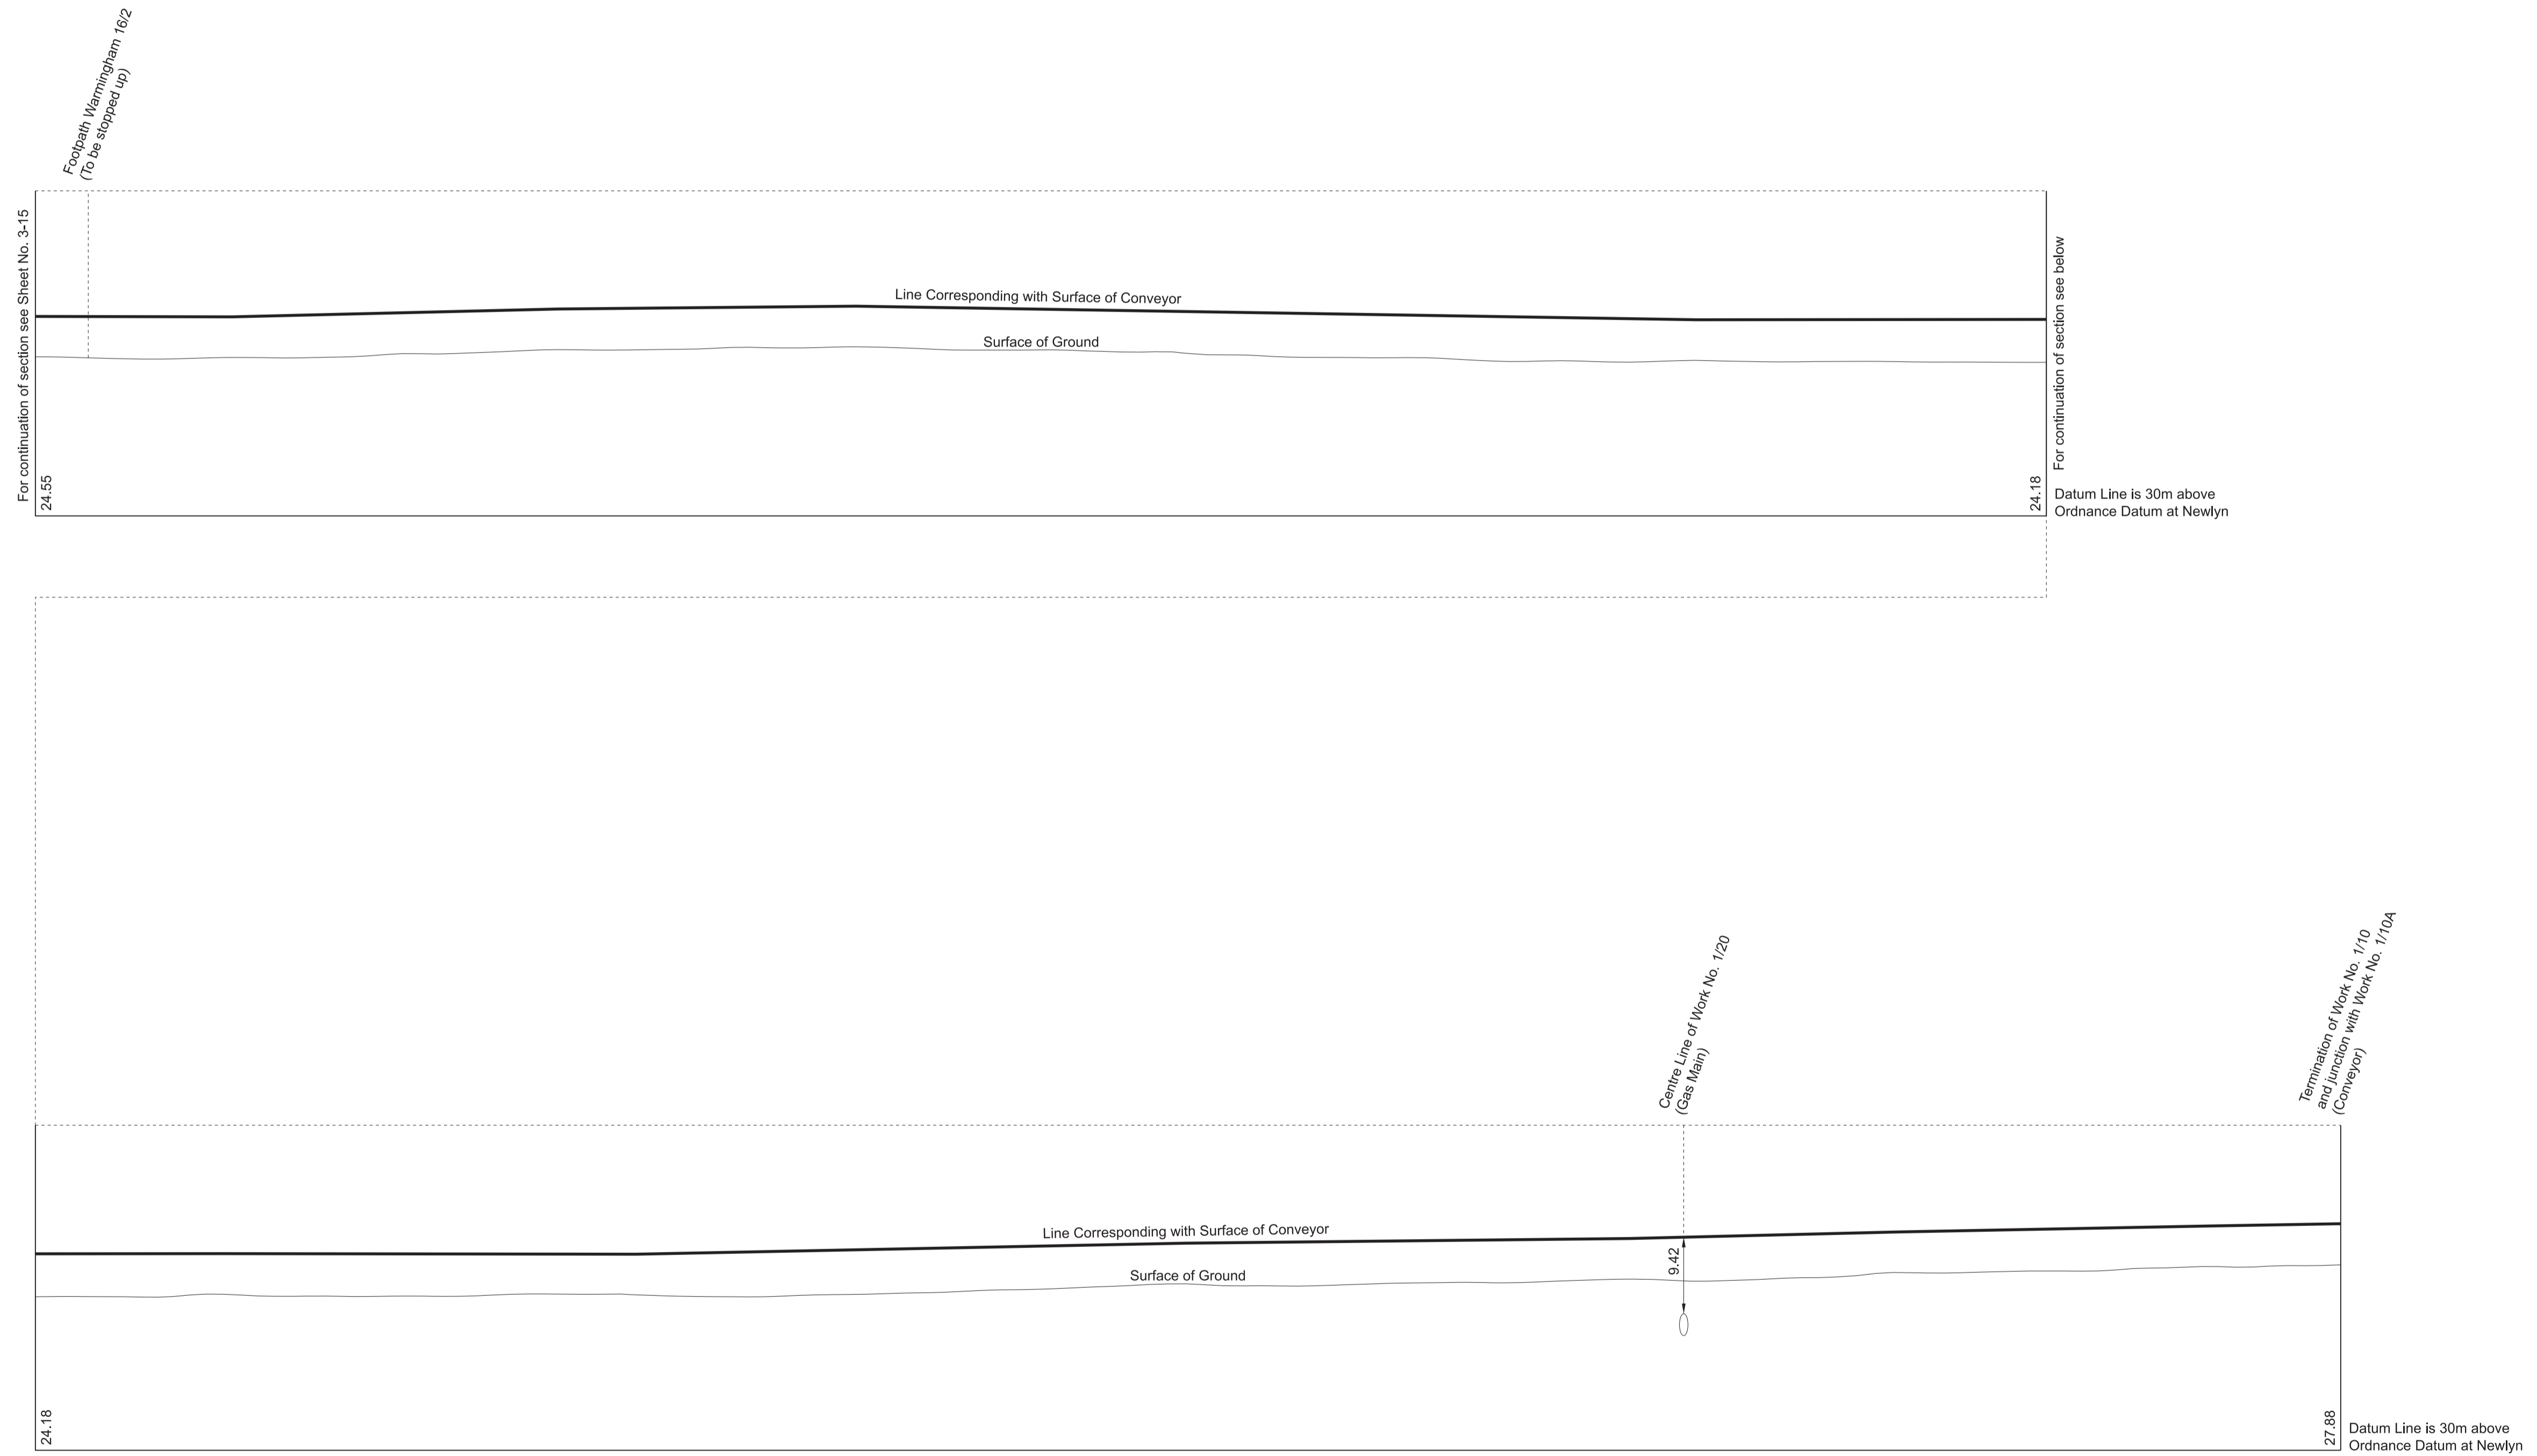 Footpath Warmingham 16/2
(To be stopped up)
For continuation of section see Sheet No. 3-15
Line Corresponding with Surface of Conveyor
Surface of Ground
For continuation of section see below
24.55
24.18
Datum Line is 30m above
Ordnance Datum at Newlyn
Centre Line of Work No. 1/20
(Gas Main)
Termination of Work No. 1/10
and junction with Work No. 1/10A
(Conveyor)
Line Corresponding with Surface of Conveyor
9.42
Surface of Ground
24.18
27.88
Datum Line is 30m above
Ordnance Datum at Newlyn